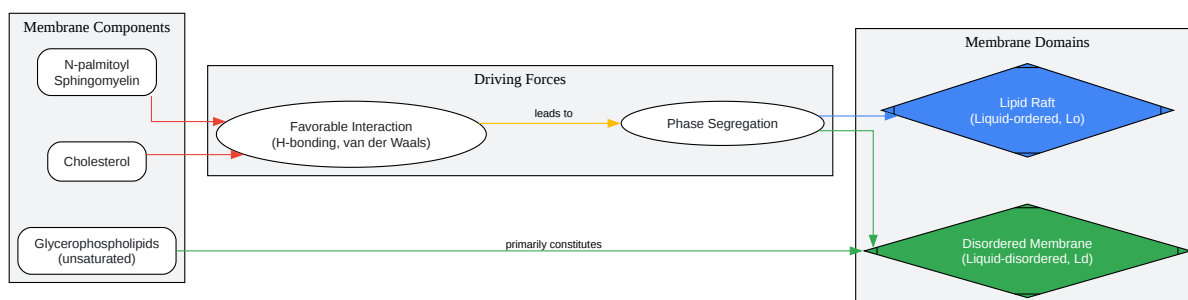 Membrane Components
N-palmitoyl
Sphingomyelin
Cholesterol
Glycerophospholipids
(unsaturated)
Driving Forces
Favorable Interaction
(H-bonding, van der Waals)
leads to
Phase Segregation
primarily constitutes
Membrane Domains
Lipid Raft
(Liquid-ordered, Lo)
Disordered Membrane
(Liquid-disordered, Ld)